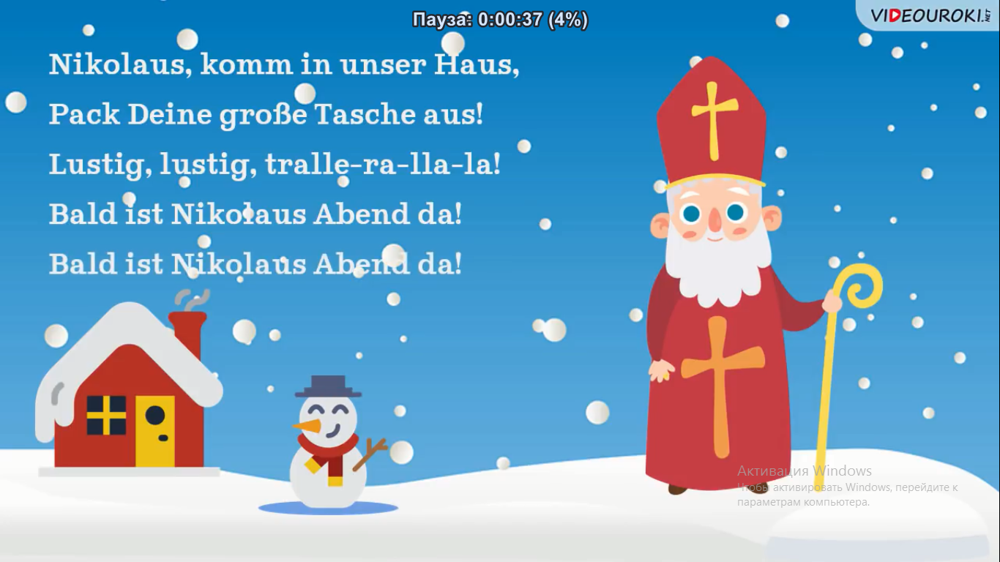 Пауза: 0:00:37 (4%)
VIDEOUROKI.NET
Nikolaus, komm in unser Haus,
Pack Deine große Tasche aus!
Lustig, lustig, tralle-ra-lla-la!
Bald ist Nikolaus Abend da!
Bald ist Nikolaus Abend da!
Активация Windows
Чтобы активировать Windows, перейдите к
параметрам компьютера.